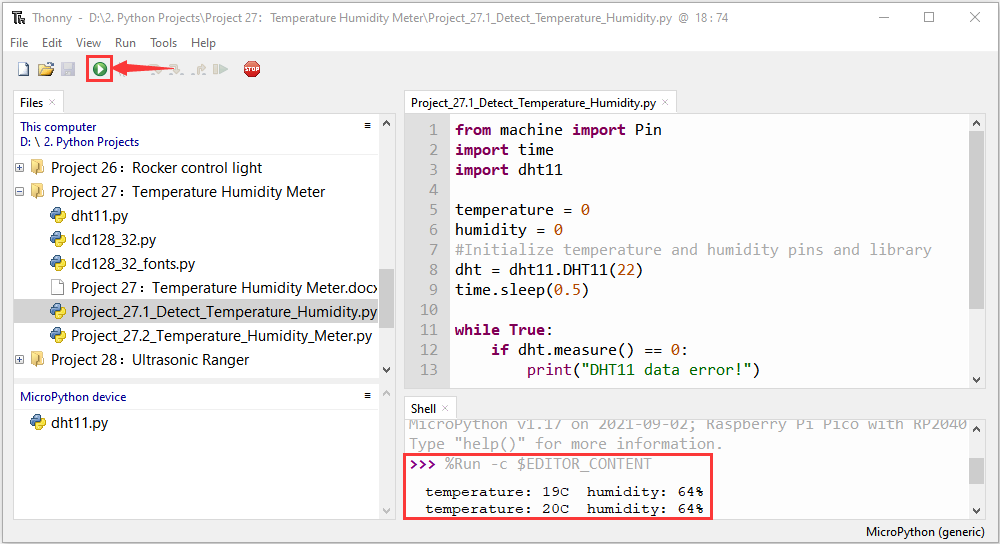 Thonny - D:\2. Python Projects\Project 27：Temperature Humidity Meter\Project_27.1_Detect_Temperature_Humidity.py @ 18 : 74
File Edit View Run Tools Help
STOP
Files
This computer
D: \ 2. Python Projects
Project 26：Rocker control light
Project 27：Temperature Humidity Meter
dht11.py
lcd128_32.py
lcd128_32_fonts.py
Project 27：Temperature Humidity Meter.docx
Project_27.1_Detect_Temperature_Humidity.py
Project_27.2_Temperature_Humidity_Meter.py
Project 28：Ultrasonic Ranger
MicroPython device
dht11.py
Project_27.1_Detect_Temperature_Humidity.py
1 from machine import Pin
2 import time
3 import dht11
4
5 temperature = 0
6 humidity = 0
7 #Initialize temperature and humidity pins and library
8 dht = dht11.DHT11(22)
9 time.sleep(0.5)
10
11 while True:
12 if dht.measure() == 0:
13 print("DHT11 data error!")
Shell
MicroPython v1.17 on 2021-09-02; Raspberry Pi Pico with RP2040
Type "help()" for more information.
>>> %Run -c $EDITOR_CONTENT
temperature: 19C humidity: 64%
temperature: 20C humidity: 64%
MicroPython (generic)